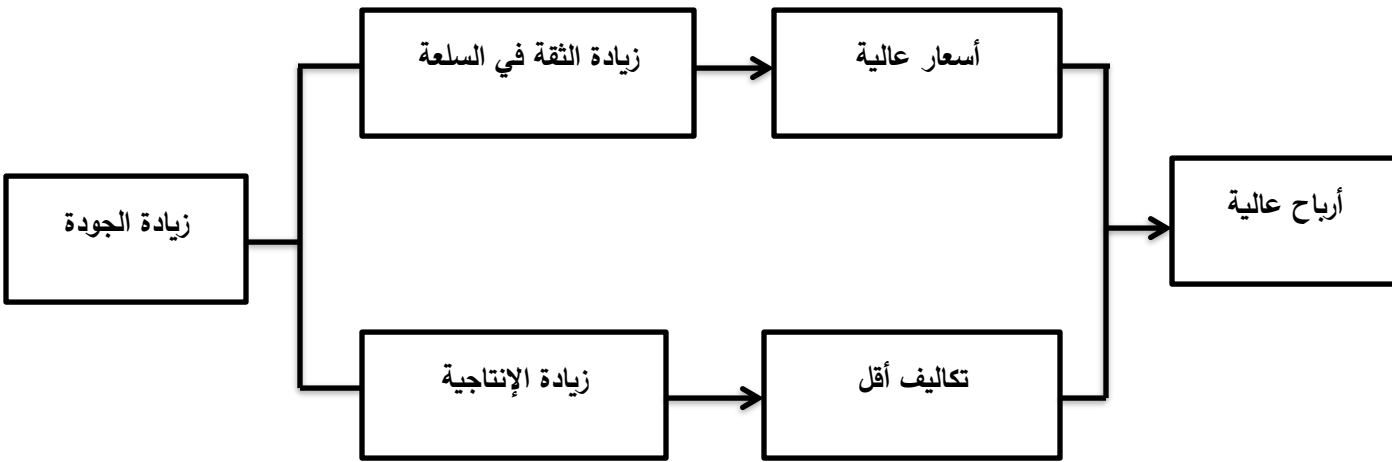 زيادة الجودة
زيادة الثقة في السلعة
أسعار عالية
زيادة الإنتاجية
تكاليف أقل
أرباح عالية